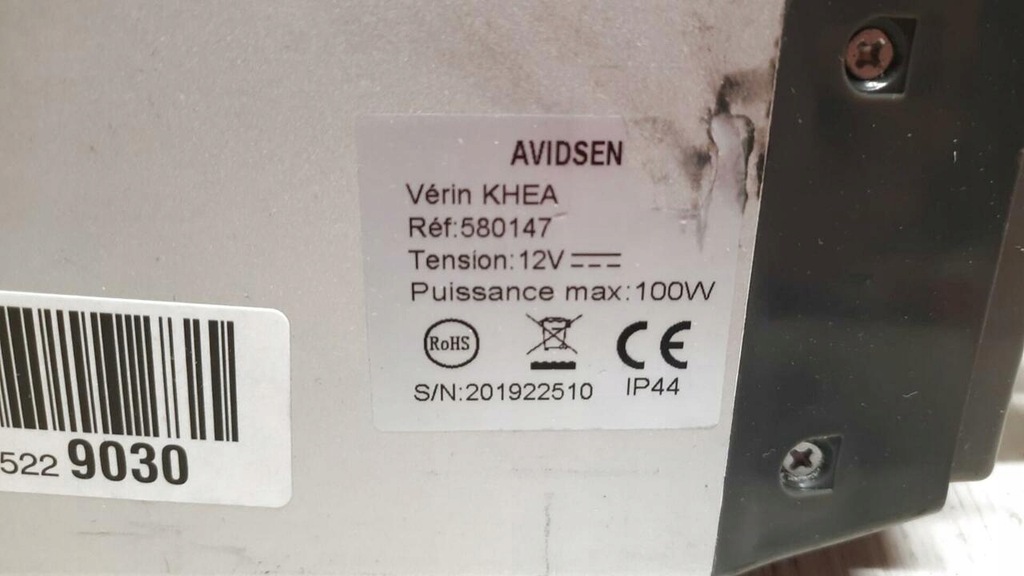 AVIDSEN
Vérin KHEA
Réf:580147
Tension:12V
Puissance max:100W
RoHS
CE
S/N:201922510 IP44
522 9030